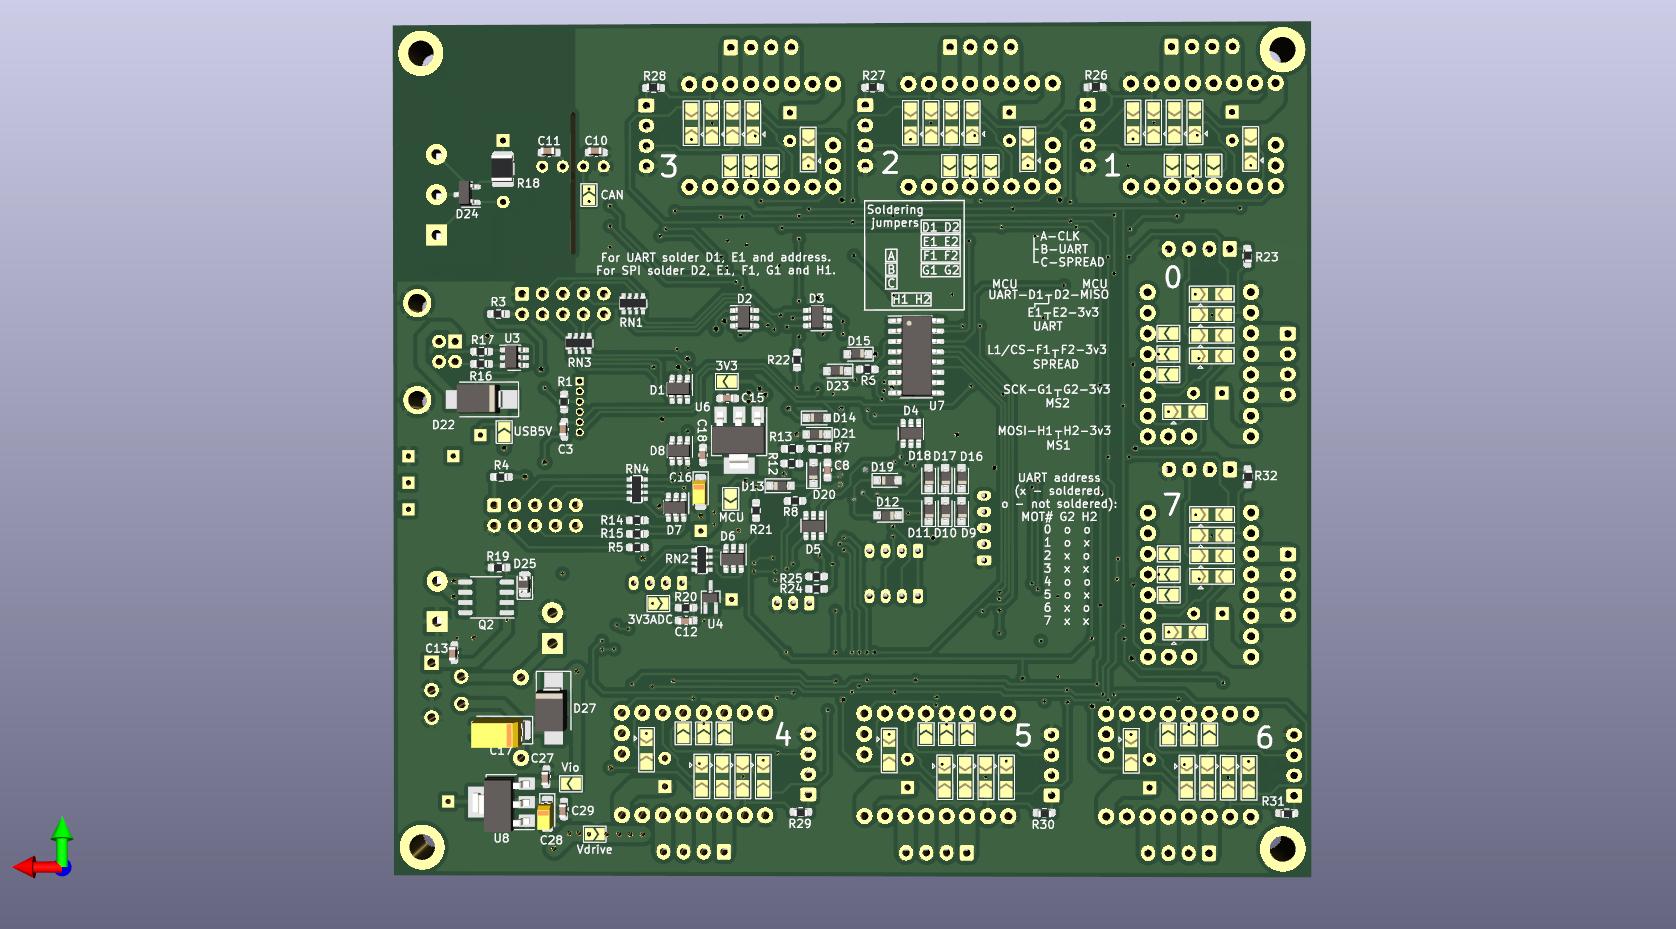 R28
R27
R26
C11
C10
R18
D24
CAN
3
2
1
Soldering
jumpers
D1 D2
E1 E2
F1 F2
G1 G2
A
B
C
H1 H2
For UART solder D1, E1 and address.
For SPI solder D2, E1, F1, G1 and H1.
A-CLK
B-UART
C-SPREAD
MCU
MCU
UART-D1 D2-MISO
E1 E2-3v3
UART
L1/CS-F1 F2-3v3
SPREAD
SCK-G1 G2-3v3
MS2
MOSI-H1 H2-3v3
MS1
UART address
(x - soldered,
o - not soldered):
MOT# G2 H2
0 o o
1 x o
2 x o
3 x x
4 o o
5 x o
6 x o
7 x x
R23
0
R32
7
R3
RN1
RN3
U3
R17
R16
D22
USB5V
R1
C3
R4
D2
D3
R22
D15
D23
R5
U7
D1
3V3
U6
C15
D14
D21
R13
R7
R12
C8
D4
C18
D8
C16
D13
D20
D19
D18
D17
D16
D12
D11
D10
D9
RN4
MCU
R8
R21
D7
D6
D5
R14
R15
R5
RN2
R25
R24
R20
3V3ADC
C12
U4
R19
D25
Q2
C13
D27
C17
C27
Vio
C29
U8
C28
Vdrive
4
R29
5
R30
6
R31